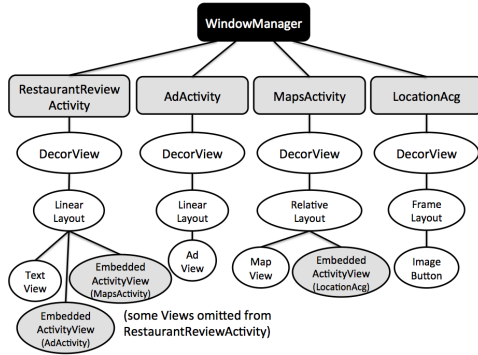 WindowManager
RestaurantReview
Activity
AdActivity
MapsActivity
LocationAcg
DecorView
DecorView
DecorView
DecorView
Linear
Layout
Linear
Layout
Relative
Layout
Frame
Layout
Text
View
Embedded
ActivityView
(MapsActivity)
Ad
View
Map
View
Embedded
ActivityView
(LocationAcg)
Image
Button
Embedded
ActivityView
(AdActivity)
(some Views omitted from
RestaurantReviewActivity)